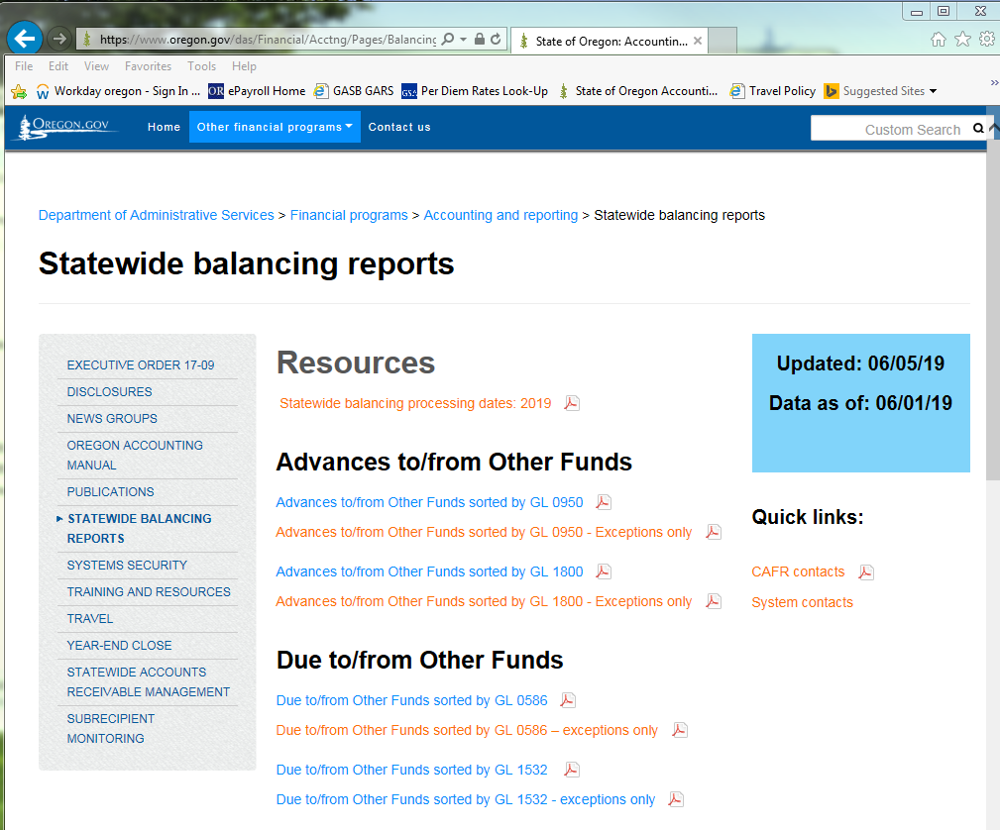 https://www.oregon.gov/das/Financial/Acctng/Pages/Balancing
State of Oregon: Accountin...
File Edit View Favorites Tools Help
Workday oregon - Sign In ... OR ePayroll Home GASB GARS GSA Per Diem Rates Look-Up State of Oregon Accounti... Travel Policy Suggested Sites
OREGON.GOV Home Other financial programs Contact us Custom Search
Department of Administrative Services > Financial programs > Accounting and reporting > Statewide balancing reports
Statewide balancing reports
EXECUTIVE ORDER 17-09
DISCLOSURES
NEWS GROUPS
OREGON ACCOUNTING
MANUAL
PUBLICATIONS
STATEWIDE BALANCING
REPORTS
SYSTEMS SECURITY
TRAINING AND RESOURCES
TRAVEL
YEAR-END CLOSE
STATEWIDE ACCOUNTS
RECEIVABLE MANAGEMENT
SUBRECIPIENT
MONITORING
Resources
Statewide balancing processing dates: 2019
Advances to/from Other Funds
Advances to/from Other Funds sorted by GL 0950
Advances to/from Other Funds sorted by GL 0950 - Exceptions only
Advances to/from Other Funds sorted by GL 1800
Advances to/from Other Funds sorted by GL 1800 - Exceptions only
Due to/from Other Funds
Due to/from Other Funds sorted by GL 0586
Due to/from Other Funds sorted by GL 0586 – exceptions only
Due to/from Other Funds sorted by GL 1532
Due to/from Other Funds sorted by GL 1532 - exceptions only
Updated: 06/05/19
Data as of: 06/01/19
Quick links:
CAFR contacts
System contacts